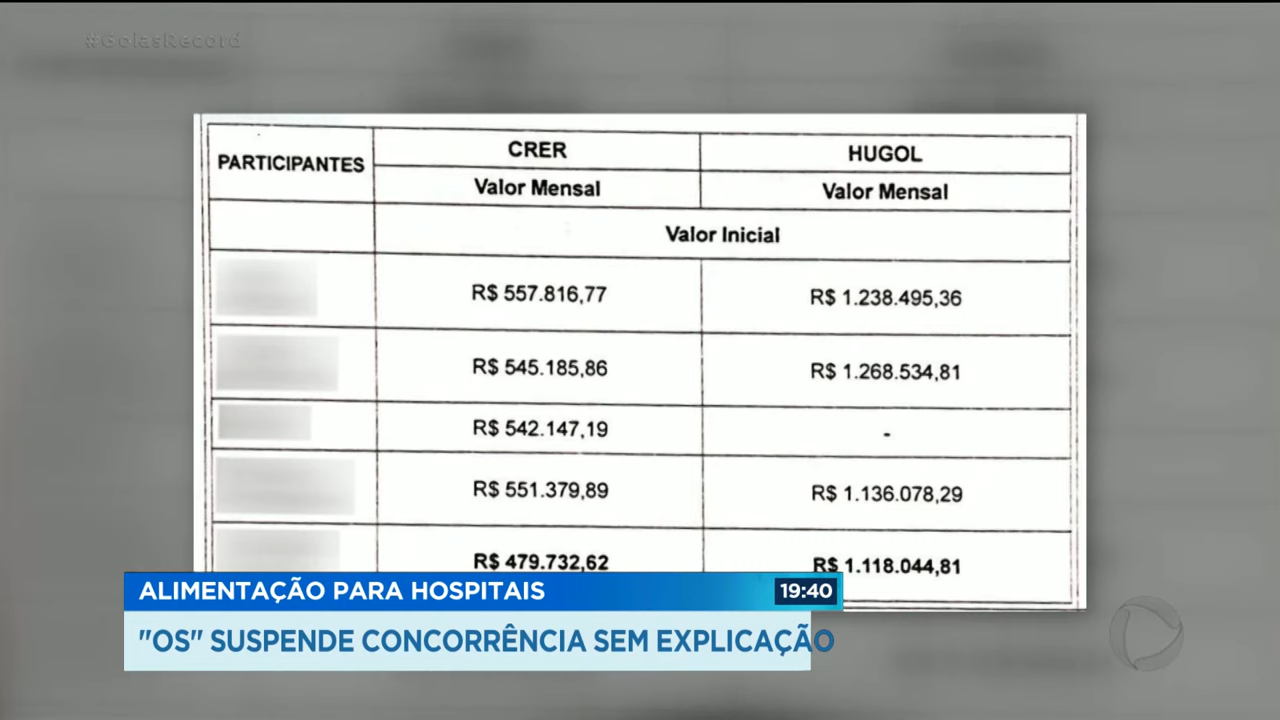 #GoiasRecord
PARTICIPANTES
CRER
HUGOL
Valor Mensal
Valor Mensal
Valor Inicial
R$ 557.816,77
R$ 1.238.495,36
R$ 545.185,86
R$ 1.268.534,81
R$ 542.147,19
-
R$ 551.379,89
R$ 1.136.078,29
R$ 479.732,62
R$ 1.118.044,81
ALIMENTAÇÃO PARA HOSPITAIS
19:40
"OS" SUSPENDE CONCORRÊNCIA SEM EXPLICAÇÃO